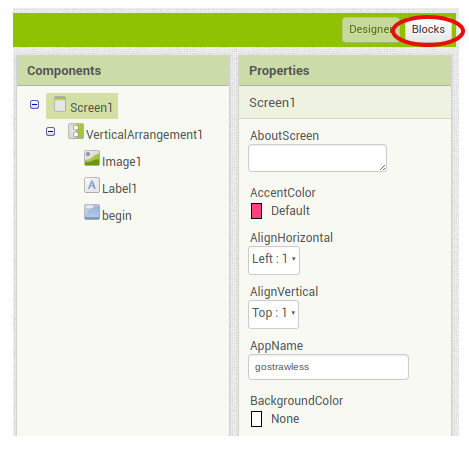 Designer Blocks
Components
Properties
Screen1
Screen1
VerticalArrangement1
AboutScreen
Image1
A Label1
AccentColor
begin
Default
AlignHorizontal
Left : 1
AlignVertical
Top : 1
AppName
gostrawless
BackgroundColor
None